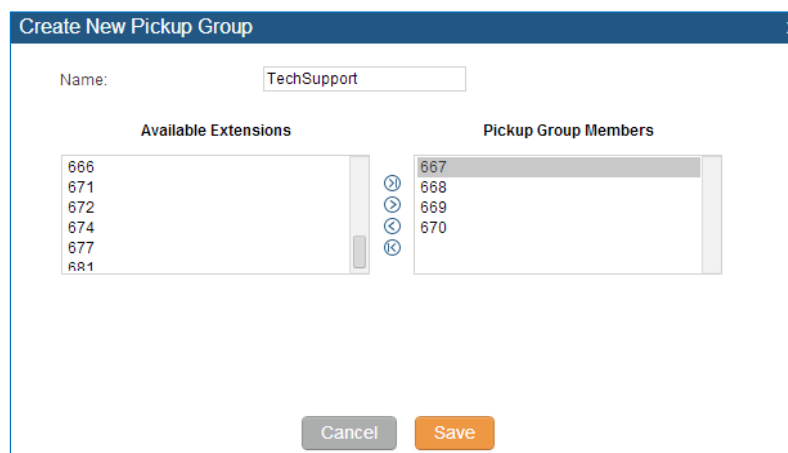 Create New Pickup Group
Name: TechSupport
Available Extensions
Pickup Group Members
666
671
672
674
677
681
667
668
669
670
Cancel
Save